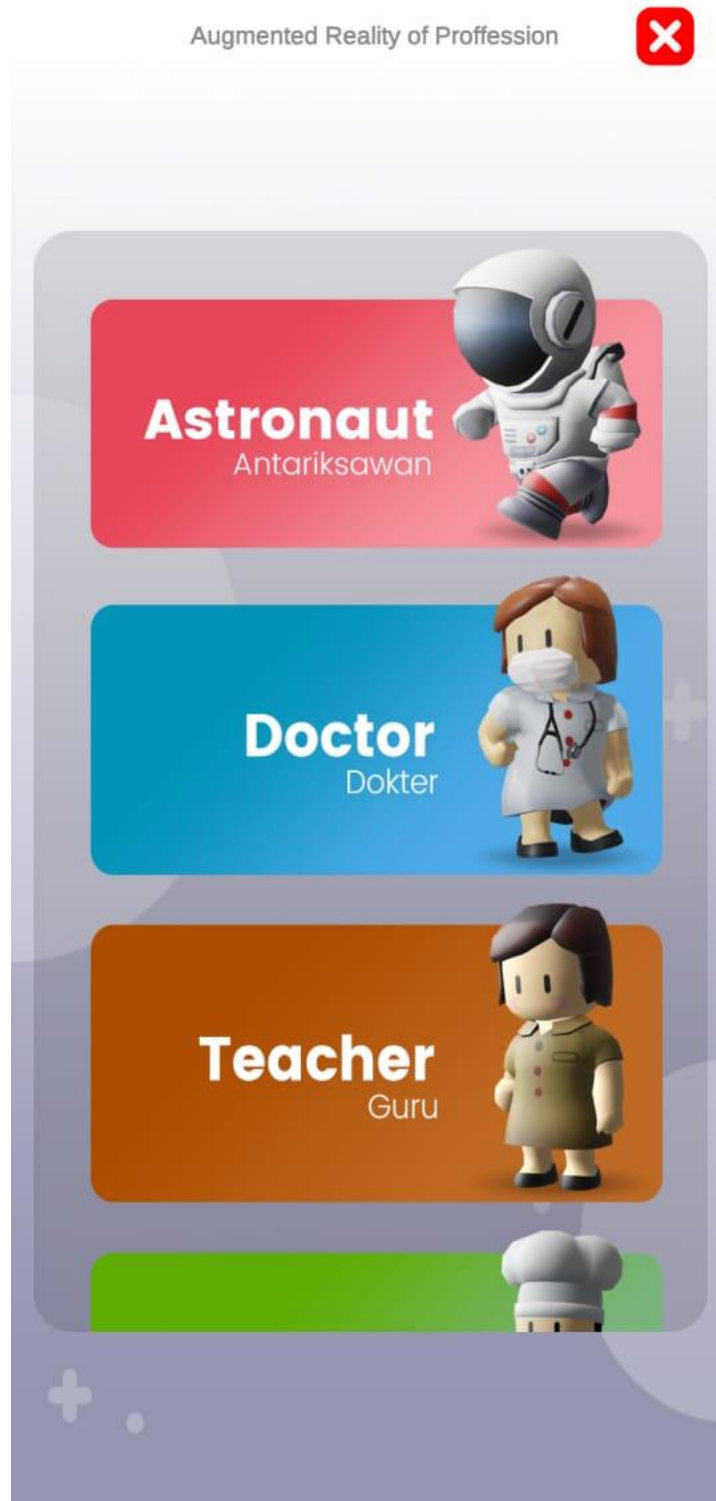 Augmented Reality of Proffession
Astronaut
Antariksawan
Doctor
Dokter
Teacher
Guru